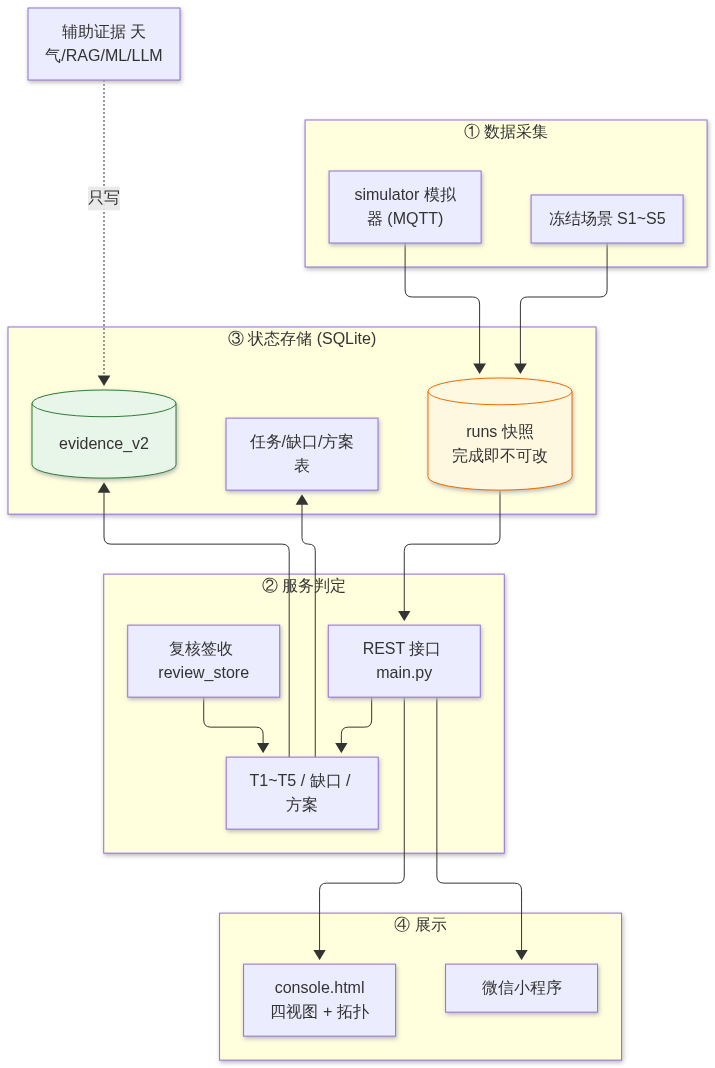 辅助证据 天
气/RAG/ML/LLM
只写
① 数据采集
simulator 模拟
器 (MQTT)
冻结场景 S1~S5
③ 状态存储 (SQLite)
evidence_v2
任务/缺口/方案
表
runs 快照
完成即不可改
② 服务判定
复核签收
review_store
REST 接口
main.py
T1~T5 / 缺口 /
方案
④ 展示
console.html
四视图 + 拓扑
微信小程序